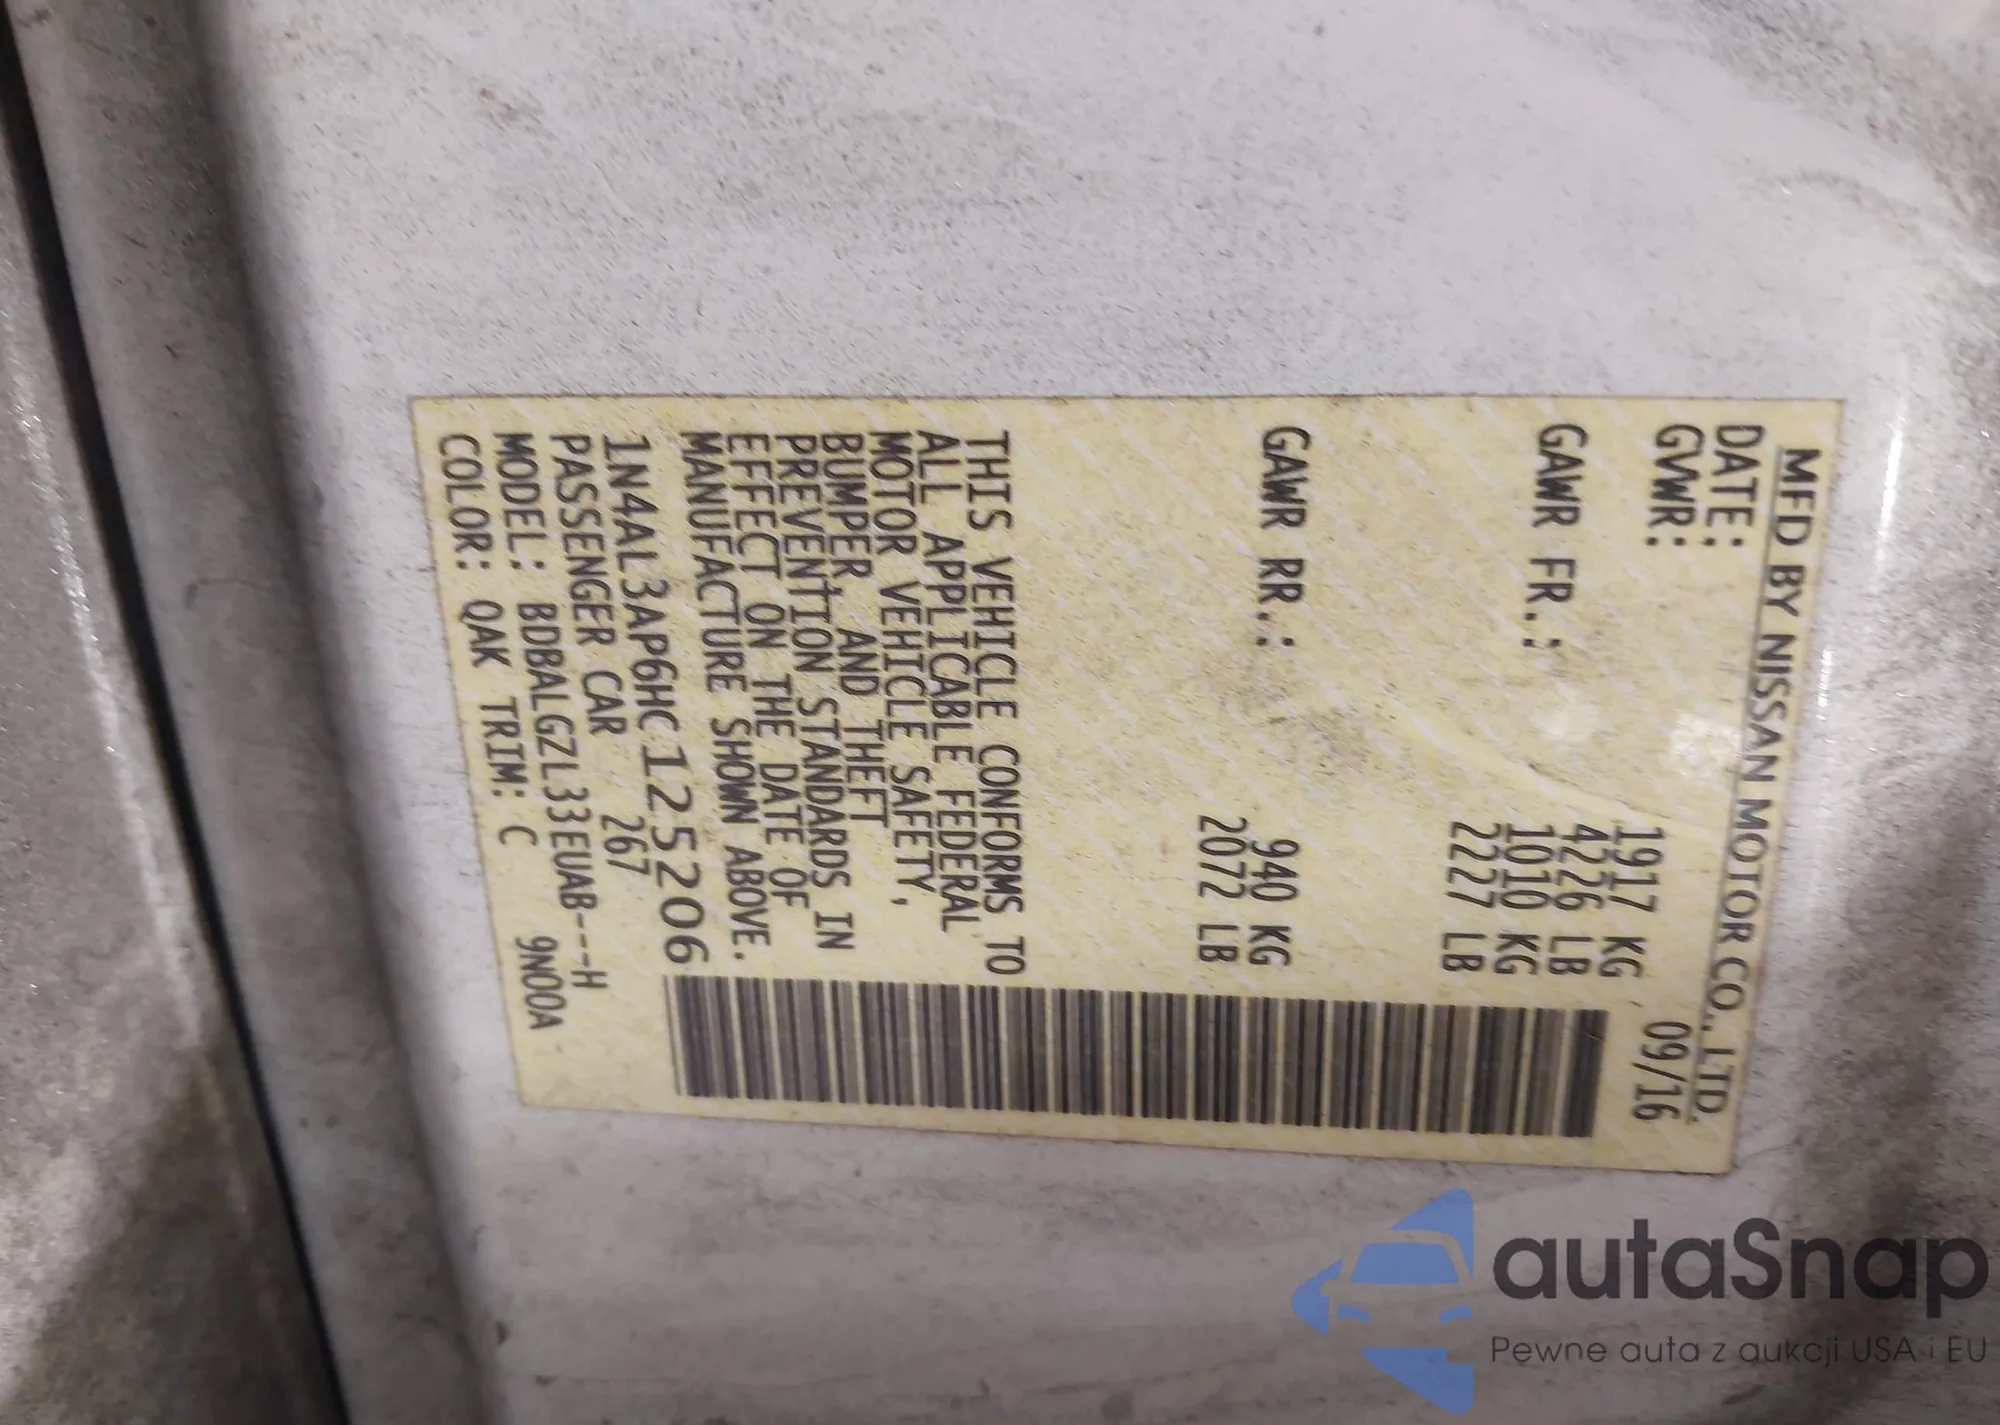 MFD BY NISSAN MOTOR CO., LTD.
DATE: 09/16
GVWR: 1917 KG
4226 LB
GAWR FR.: 1010 KG
2227 LB
GAWR RR.: 940 KG
2072 LB
THIS VEHICLE CONFORMS TO
ALL APPLICABLE FEDERAL
MOTOR VEHICLE SAFETY,
BUMPER, AND THEFT
PREVENTION STANDARDS IN
EFFECT ON THE DATE OF
MANUFACTURE SHOWN ABOVE.
1N4AL3AP6HC125206
PASSENGER CAR 267
MODEL: BDBALGZL33EUAB---H
COLOR: QAK TRIM: C 9N00A
autaSnap
Pewne auta z aukcji USA i EU